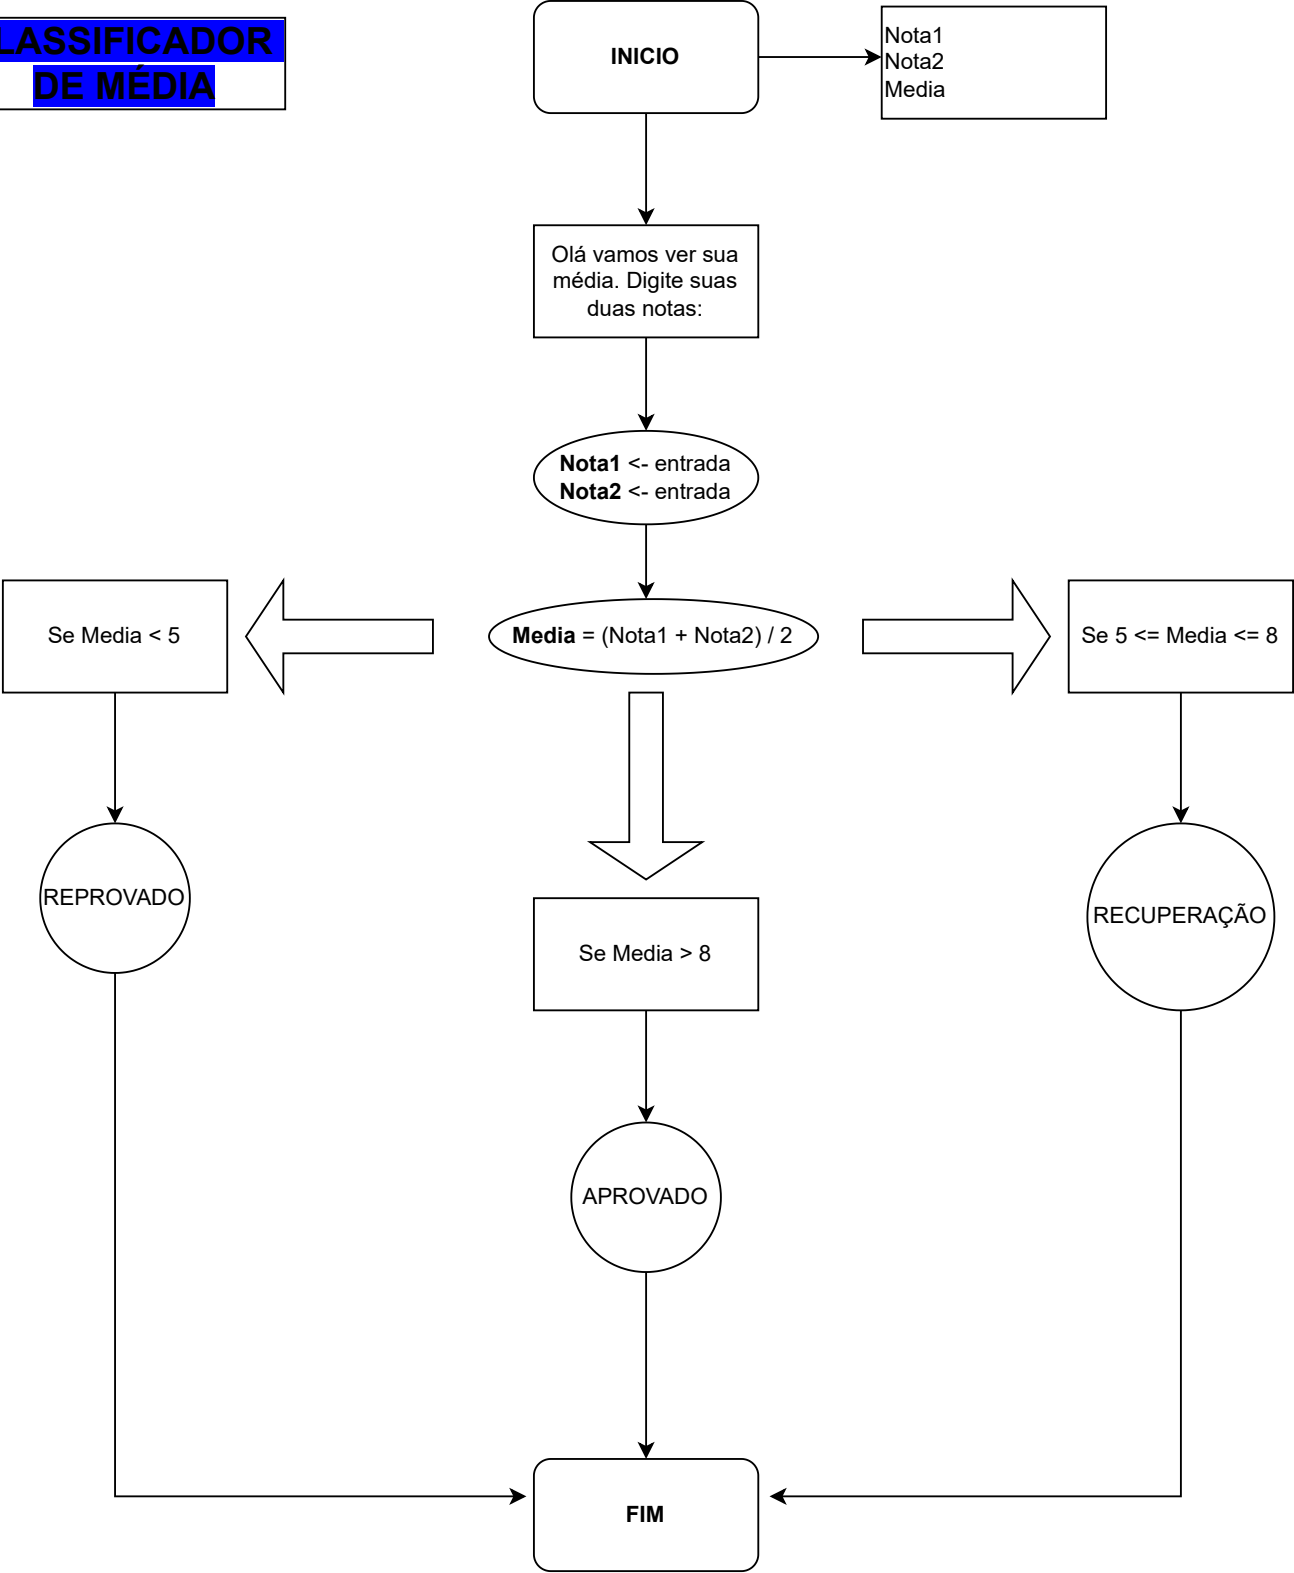 LASSIFICADOR
DE MÉDIA
INICIO
Nota1
Nota2
Media
Olá vamos ver sua
média. Digite suas
duas notas:
Nota1 <- entrada
Nota2 <- entrada
Se Media < 5
Media = (Nota1 + Nota2) / 2
Se 5 <= Media <= 8
REPROVADO
RECUPERAÇÃO
Se Media > 8
APROVADO
FIM